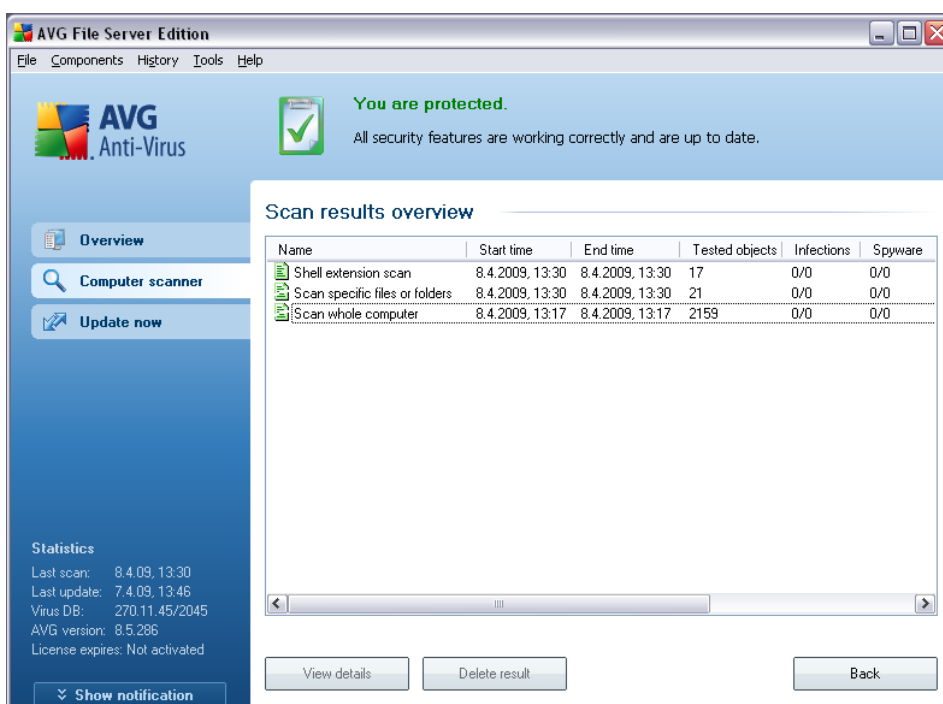 AVG File Server Edition
File Components History Tools Help
AVG
Anti-Virus
You are protected.
All security features are working correctly and are up to date.
Overview
Computer scanner
Update now
Scan results overview
Name Start time End time Tested objects Infections Spyware
Shell extension scan 8.4.2009, 13:30 8.4.2009, 13:30 17 0/0 0/0
Scan specific files or folders 8.4.2009, 13:30 8.4.2009, 13:30 21 0/0 0/0
Scan whole computer 8.4.2009, 13:17 8.4.2009, 13:17 2159 0/0 0/0
Statistics
Last scan: 8.4.09, 13:30
Last update: 7.4.09, 13:46
Virus DB: 270.11.45/2045
AVG version: 8.5.286
License expires: Not activated
Show notification
View details Delete result Back